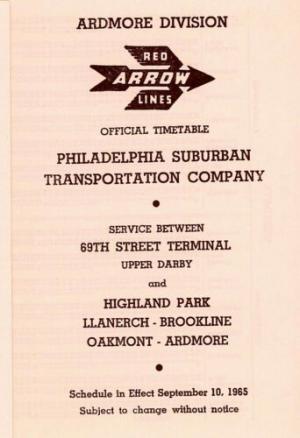 ARDMORE DIVISION
RED
ARROW
LINES
OFFICIAL TIMETABLE
PHILADELPHIA SUBURBAN
TRANSPORTATION COMPANY
•
SERVICE BETWEEN
69TH STREET TERMINAL
UPPER DARBY
and
HIGHLAND PARK
LLANERCH - BROOKLINE
OAKMONT - ARDMORE
•
Schedule in Effect September 10, 1965
Subject to change without notice